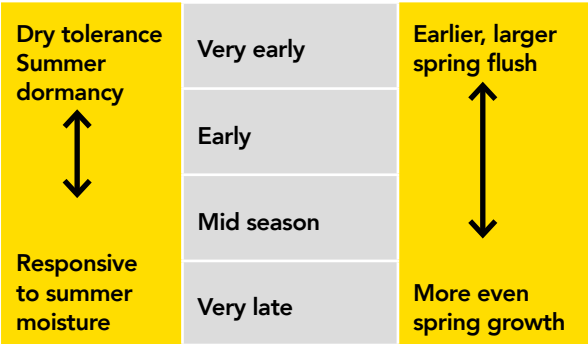 Dry tolerance
Summer
dormancy
Responsive
to summer
moisture
Very early
Early
Mid season
Very late
Earlier, larger
spring flush
More even
spring growth